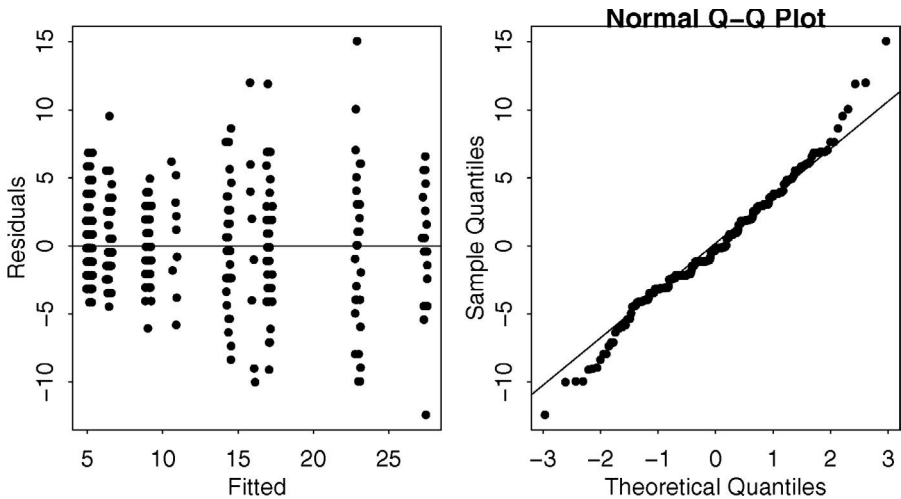 15
10
5
0
−5
−10
Residuals
5 10 15 20 25
Fitted
Normal Q−Q Plot
15
10
5
0
−5
−10
Sample Quantiles
−3 −2 −1 0 1 2 3
Theoretical Quantiles